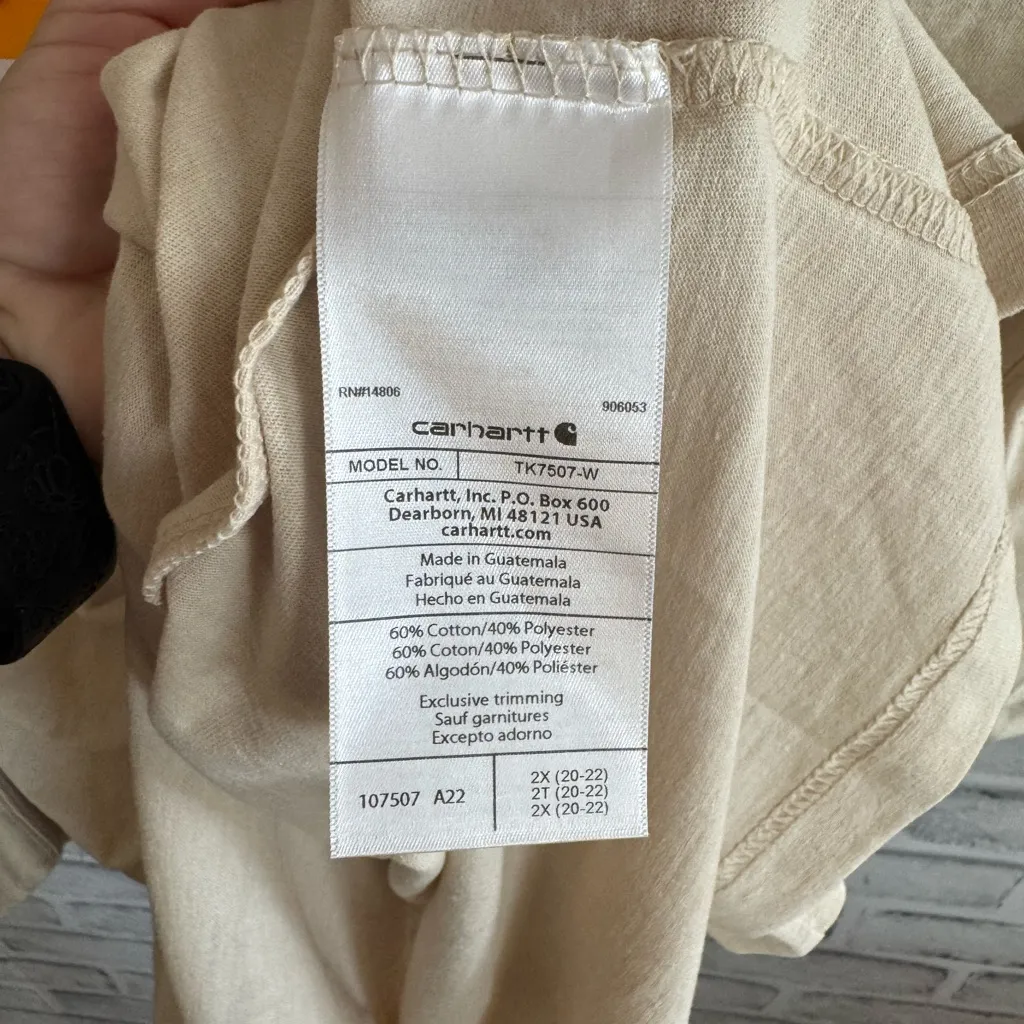 RN#14806
906053
carhartt
MODEL NO. TK7507-W
Carhartt, Inc. P.O. Box 600
Dearborn, MI 48121 USA
carhartt.com
Made in Guatemala
Fabriqué au Guatemala
Hecho en Guatemala
60% Cotton/40% Polyester
60% Coton/40% Polyester
60% Algodón/40% Poliéster
Exclusive trimming
Sauf garnitures
Excepto adorno
107507 A22
2X (20-22)
2T (20-22)
2X (20-22)